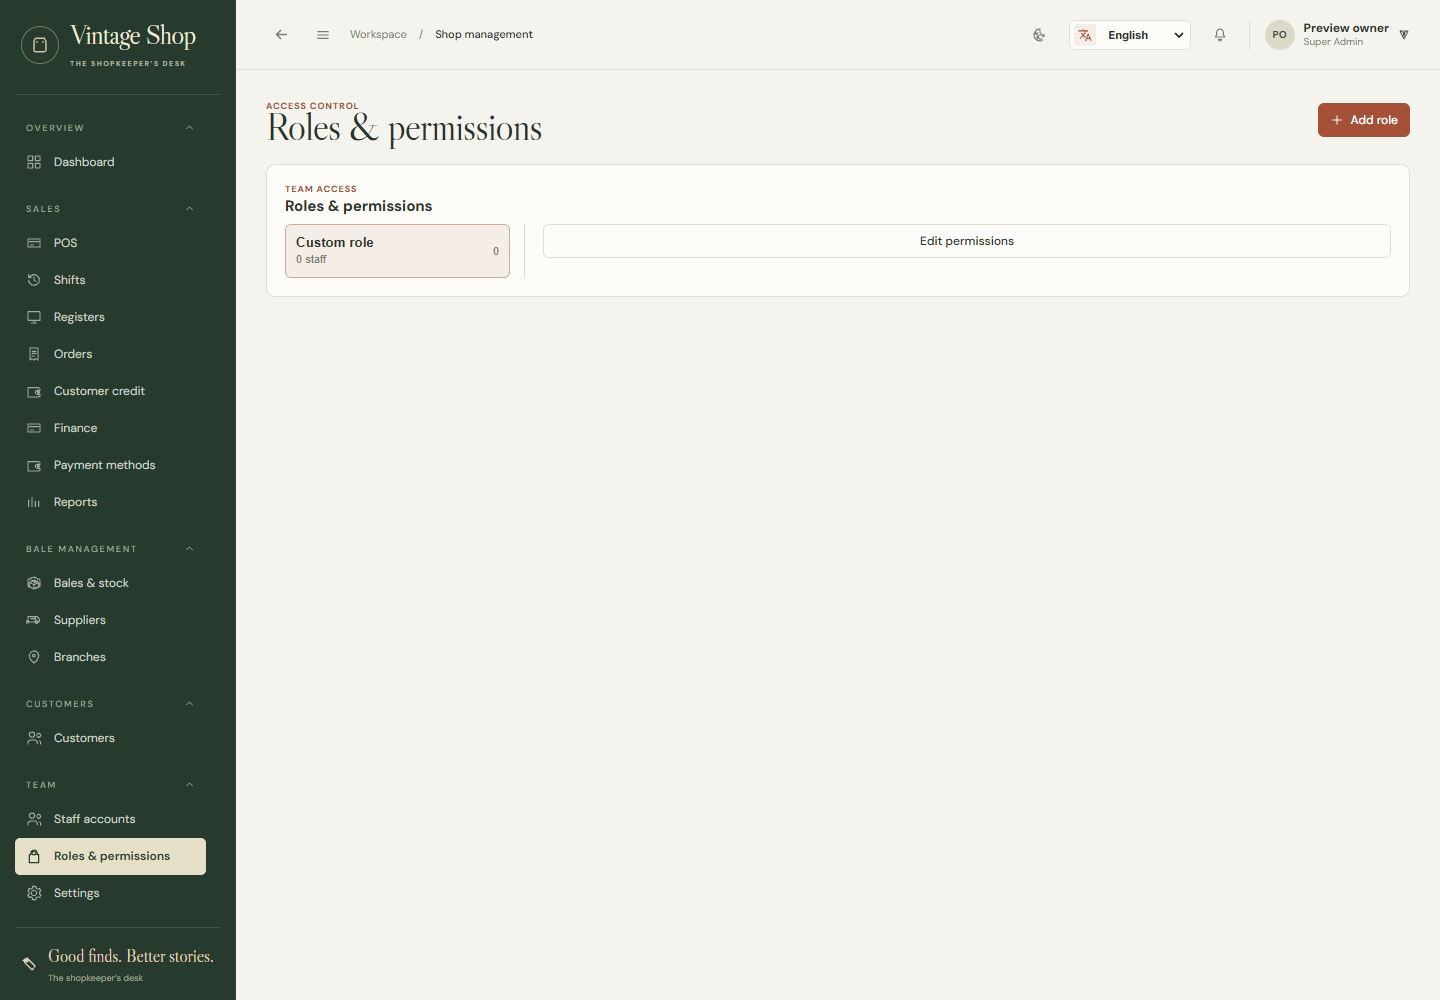 Vintage Shop
THE SHOPKEEPER'S DESK
OVERVIEW
Dashboard
SALES
POS
Shifts
Registers
Orders
Customer credit
Finance
Payment methods
Reports
BALE MANAGEMENT
Bales & stock
Suppliers
Branches
CUSTOMERS
Customers
TEAM
Staff accounts
Roles & permissions
Settings
Good finds. Better stories.
The shopkeeper's desk
Workspace / Shop management
English
PO
Preview owner
Super Admin
ACCESS CONTROL
Roles & permissions
Add role
TEAM ACCESS
Roles & permissions
Custom role
0 staff
0
Edit permissions